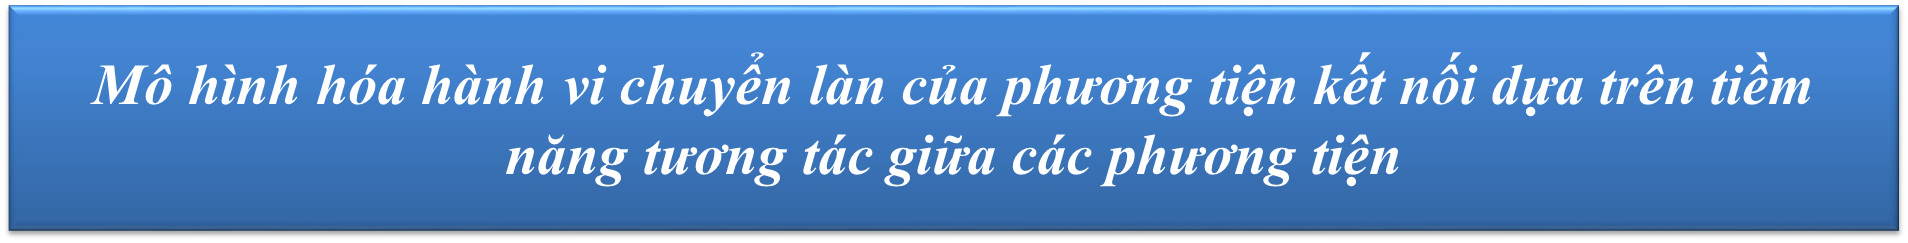 Mô hình hóa hành vi chuyển làn của phương tiện kết nối dựa trên tiềm
năng tương tác giữa các phương tiện